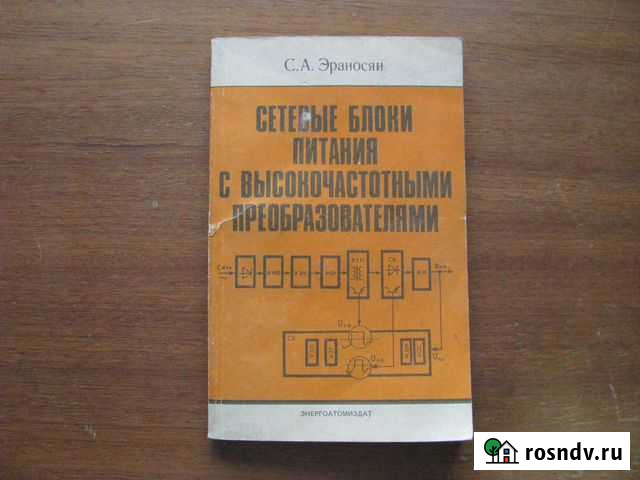 С.А. Эраносян
СЕТЕВЫЕ БЛОКИ
ПИТАНИЯ
С ВЫСОКОЧАСТОТНЫМИ
ПРЕОБРАЗОВАТЕЛЯМИ
ЭНЕРГОАТОМИЗДАТ
rosndv.ru